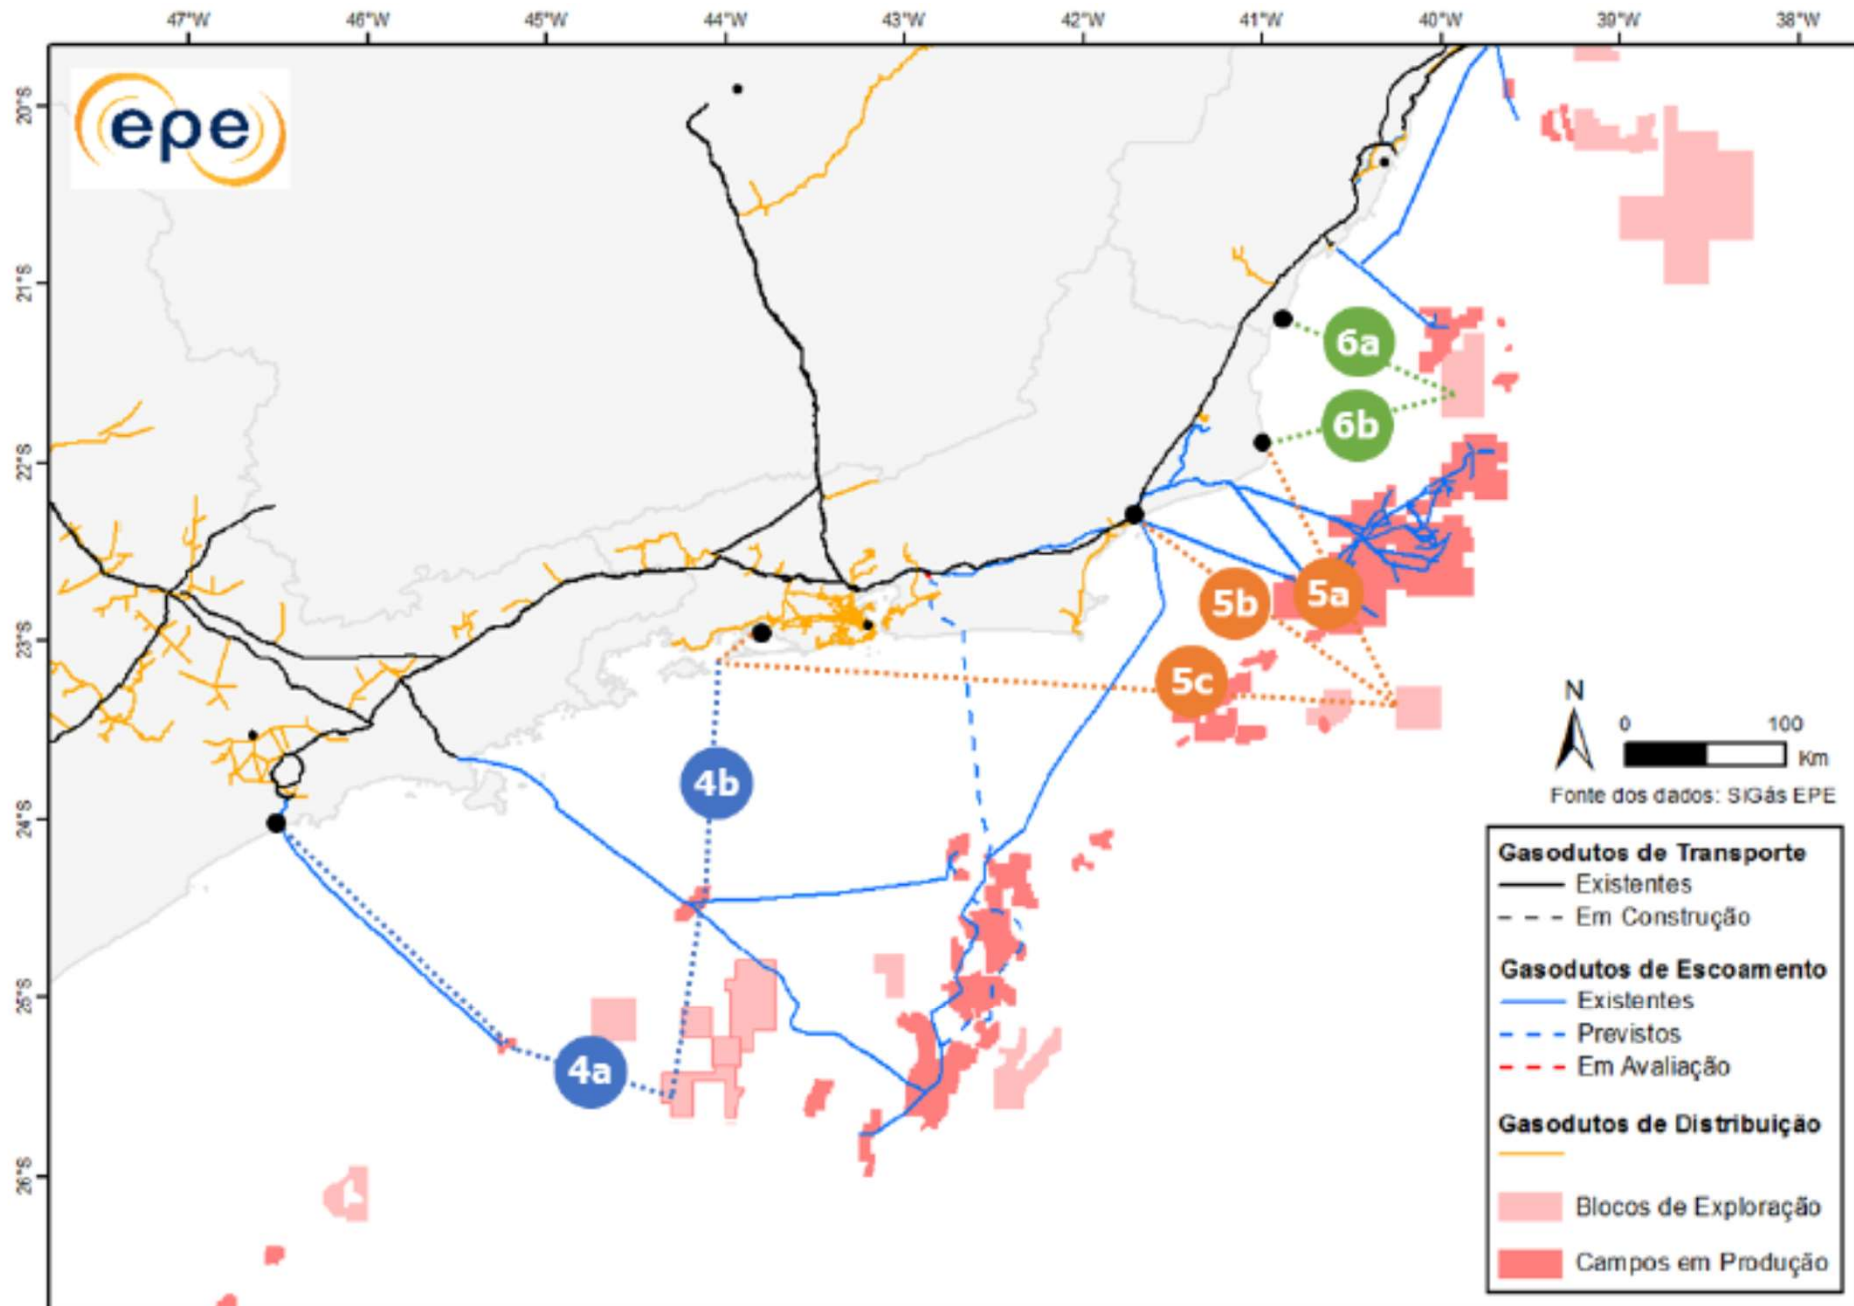 47°W 46°W 45°W 44°W 43°W 42°W 41°W 40°W 39°W 38°W
epe
20°S
21°S
22°S
23°S
24°S
25°S
26°S
6a
6b
5b
5a
5c
4b
4a
N
0 100
Km
Fonte dos dados: SIGás EPE
Gasodutos de Transporte
Existentes
Em Construção
Gasodutos de Escoamento
Existentes
Previstos
Em Avaliação
Gasodutos de Distribuição
Blocos de Exploração
Campos em Produção